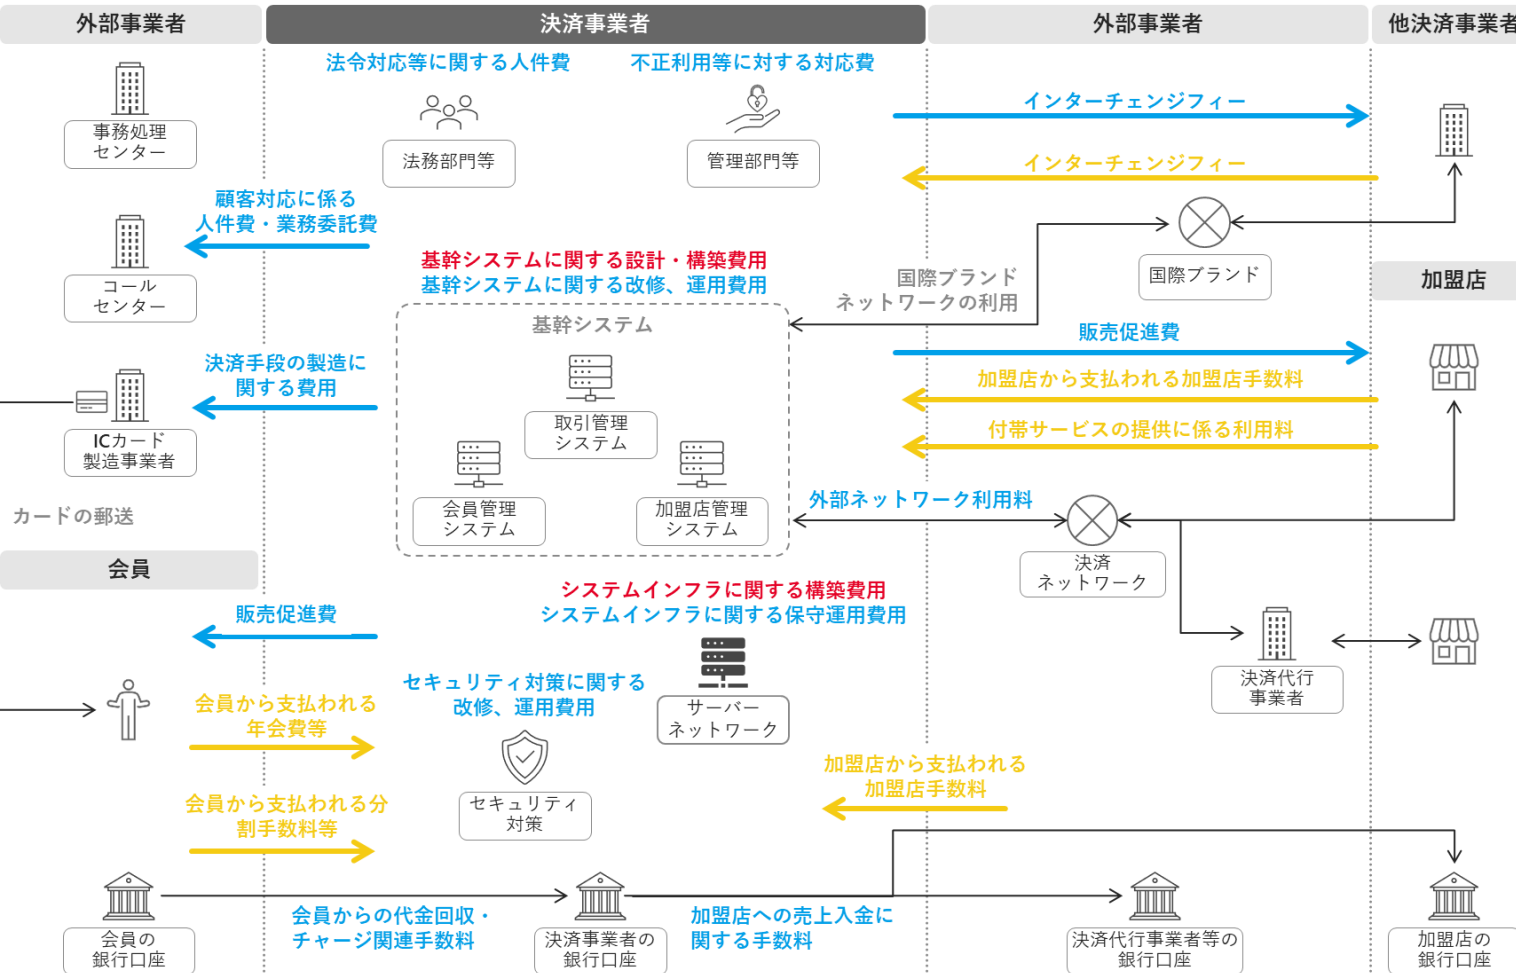 外部事業者
決済事業者
外部事業者
他決済事業者
法令対応等に関する人件費
不正利用等に対する対応費
事務処理
センター
法務部門等
管理部門等
インターチェンジフィー
インターチェンジフィー
顧客対応に係る
人件費・業務委託費
コール
センター
基幹システムに関する設計・構築費用
基幹システムに関する改修、運用費用
国際ブランド
ネットワークの利用
国際ブランド
加盟店
基幹システム
販売促進費
決済手段の製造に
関する費用
加盟店から支払われる加盟店手数料
付帯サービスの提供に係る利用料
ICカード
製造事業者
取引管理
システム
会員管理
システム
加盟店管理
システム
外部ネットワーク利用料
カードの郵送
決済
ネットワーク
会員
販売促進費
システムインフラに関する構築費用
システムインフラに関する保守運用費用
セキュリティ対策に関する
改修、運用費用
サーバー
ネットワーク
決済代行
事業者
会員から支払われる
年会費等
加盟店から支払われる
加盟店手数料
会員から支払われる分
割手数料等
セキュリティ
対策
会員からの代金回収・
チャージ関連手数料
加盟店への売上入金に
関する手数料
会員の
銀行口座
決済事業者の
銀行口座
決済代行事業者等の
銀行口座
加盟店の
銀行口座